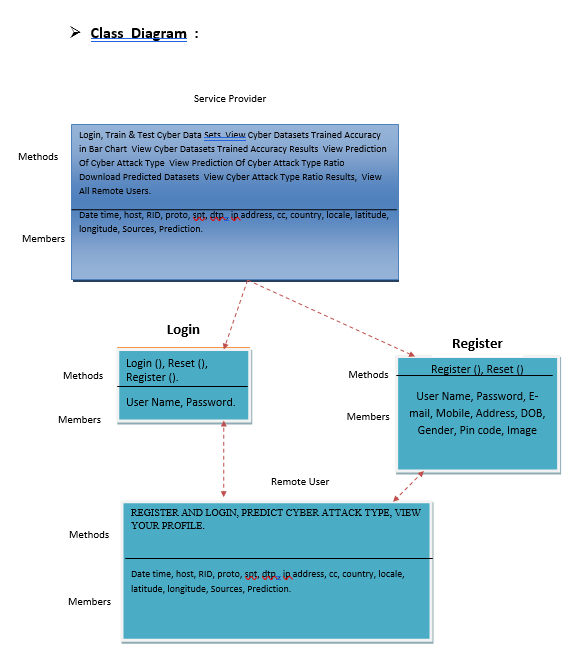 Class Diagram :
Service Provider
Methods
Login, Train & Test Cyber Data Sets View Cyber Datasets Trained Accuracy
in Bar Chart View Cyber Datasets Trained Accuracy Results View Prediction
Of Cyber Attack Type View Prediction Of Cyber Attack Type Ratio
Download Predicted Datasets View Cyber Attack Type Ratio Results, View
All Remote Users.
Members
Date time, host, RID, proto, spt, dtp, ip address, cc, country, locale, latitude,
longitude, Sources, Prediction.
Login
Methods
Login (), Reset (),
Register ().
Members
User Name, Password.
Register
Methods
Register (), Reset ()
Members
User Name, Password, E-
mail, Mobile, Address, DOB,
Gender, Pin code, Image
Remote User
Methods
REGISTER AND LOGIN, PREDICT CYBER ATTACK TYPE, VIEW
YOUR PROFILE.
Members
Date time, host, RID, proto, spt, dtp, ip address, cc, country, locale,
latitude, longitude, Sources, Prediction.